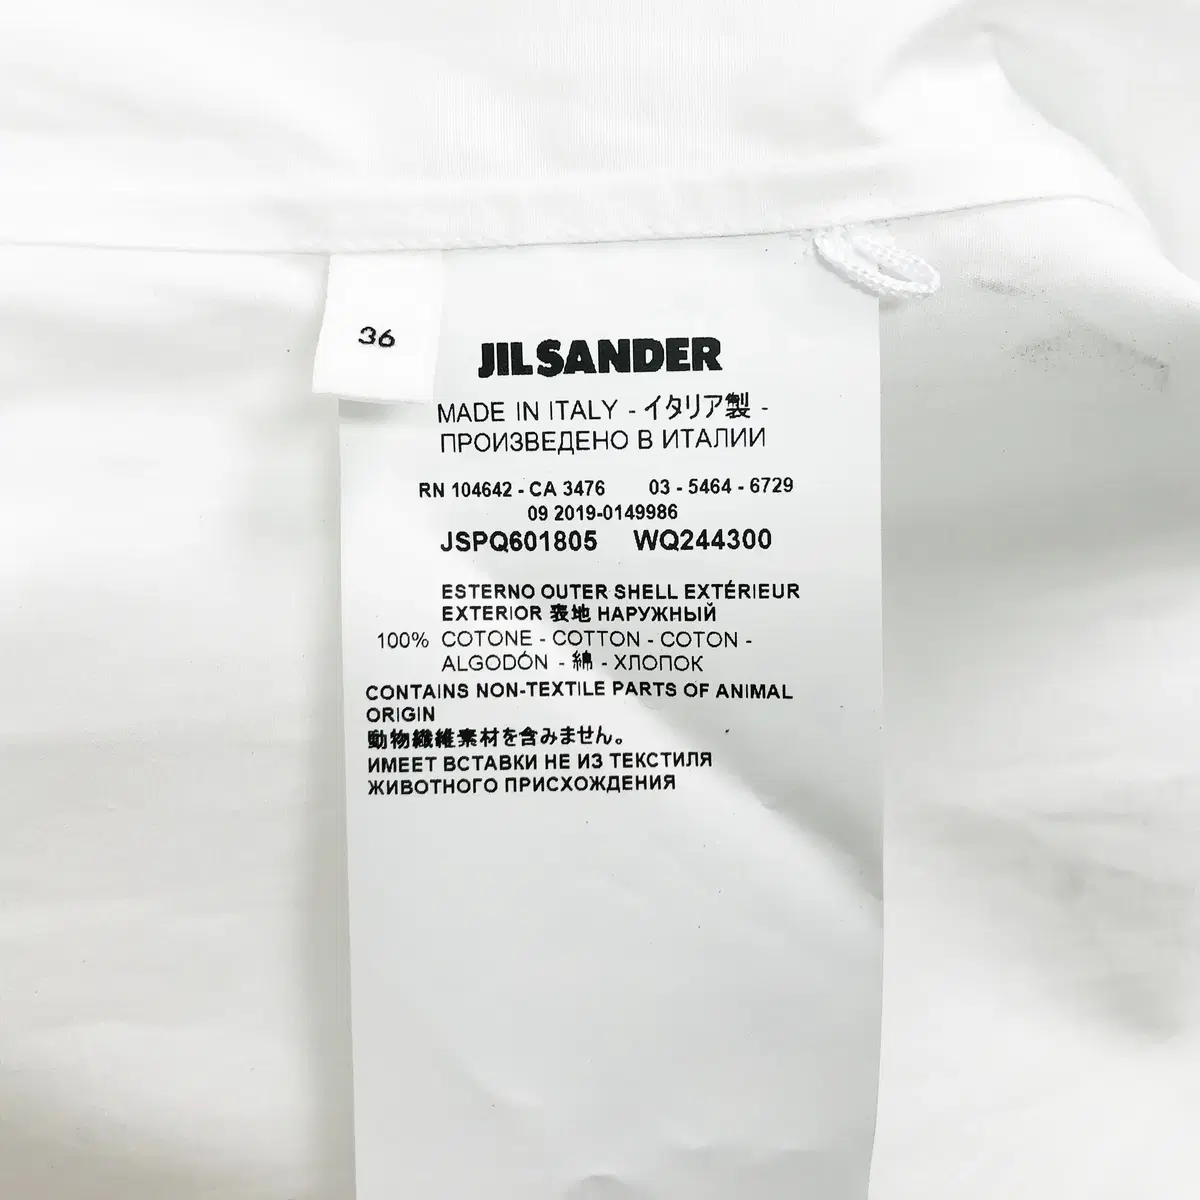 36
JIL SANDER
MADE IN ITALY - イタリア製 -
ПРОИЗВЕДЕНО В ИТАЛИИ
RN 104642 - CA 3476 03 - 5464 - 6729
09 2019-0149986
JSPQ601805 WQ244300
ESTERNO OUTER SHELL EXTÉRIEUR
EXTERIOR 表地 НАРУЖНЫЙ
100% COTONE - COTTON - COTON -
ALGODÓN - 綿 - ХЛОПОК
CONTAINS NON-TEXTILE PARTS OF ANIMAL
ORIGIN
動物繊維素材を含みません。
ИМЕЕТ ВСТАВКИ НЕ ИЗ ТЕКСТИЛЯ
ЖИВОТНОГО ПРИСХОЖДЕНИЯ